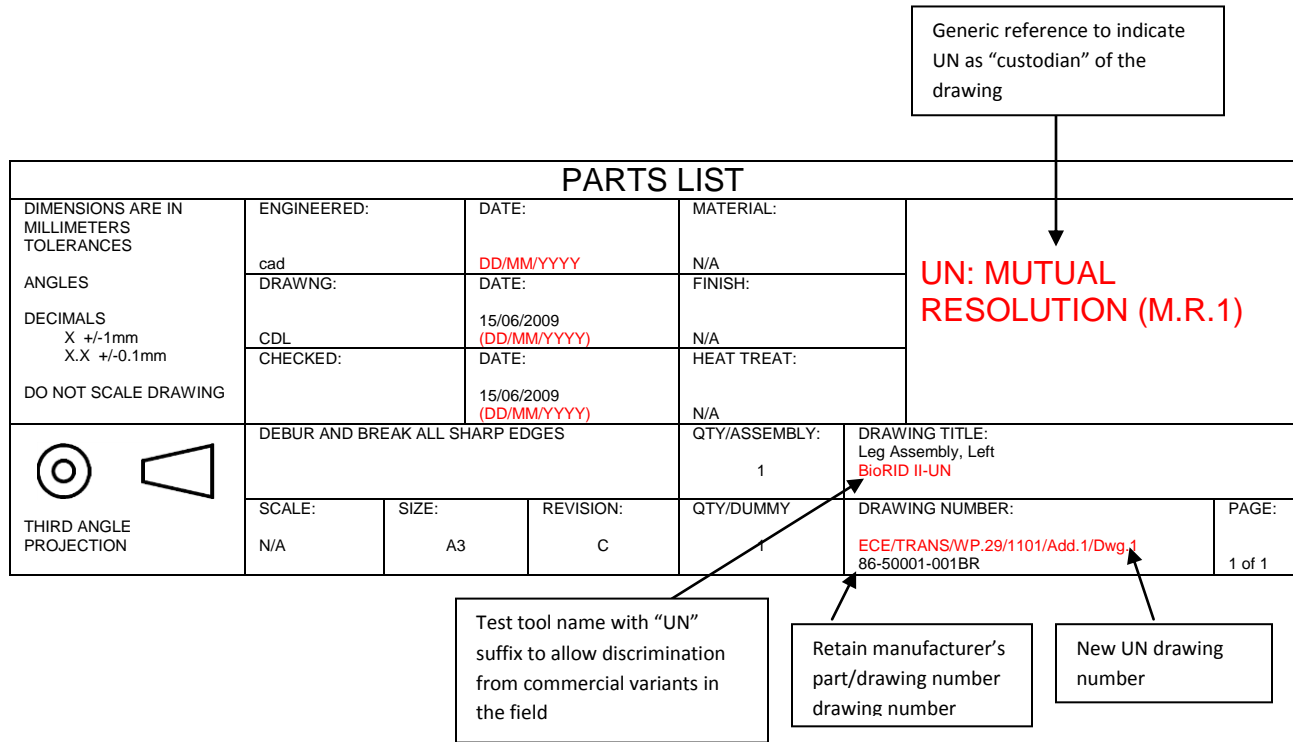 Generic reference to indicate
UN as “custodian” of the
drawing
PARTS LIST
DIMENSIONS ARE IN
MILLIMETERS
TOLERANCES
ANGLES
DECIMALS
X +/-1mm
X.X +/-0.1mm
DO NOT SCALE DRAWING
ENGINEERED:
cad
DATE:
DD/MM/YYYY
MATERIAL:
N/A
DRAWNG:
CDL
DATE:
15/06/2009
(DD/MM/YYYY)
FINISH:
N/A
CHECKED:
DATE:
15/06/2009
(DD/MM/YYYY)
HEAT TREAT:
N/A
UN: MUTUAL
RESOLUTION (M.R.1)
THIRD ANGLE
PROJECTION
DEBUR AND BREAK ALL SHARP EDGES
QTY/ASSEMBLY:
1
DRAWING TITLE:
Leg Assembly, Left
BioRID II-UN
SCALE:
N/A
SIZE:
A3
REVISION:
C
QTY/DUMMY
1
DRAWING NUMBER:
ECE/TRANS/WP.29/1101/Add.1/Dwg.1
86-50001-001BR
PAGE:
1 of 1
Test tool name with “UN”
suffix to allow discrimination
from commercial variants in
the field
Retain manufacturer’s
part/drawing number
drawing number
New UN drawing
number